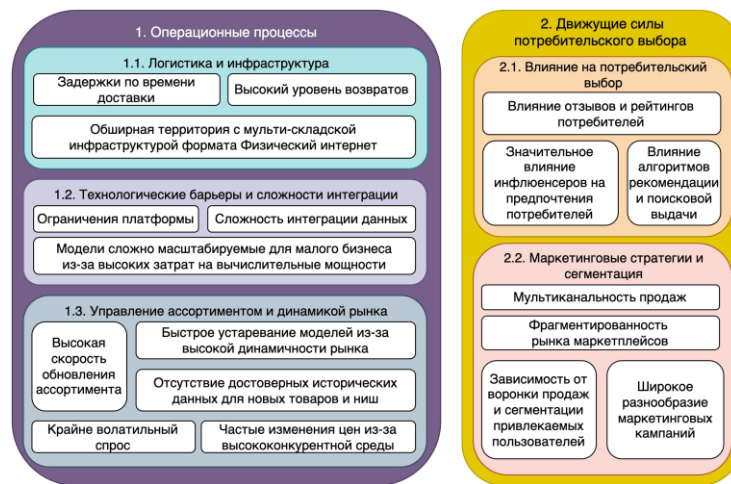 1. Операционные процессы
1.1. Логистика и инфраструктура
Задержки по времени
доставки
Высокий уровень возвратов
Обширная территория с мульти-складской
инфраструктурой формата Физический интернет
1.2. Технологические барьеры и сложности интеграции
Ограничения платформы
Сложность интеграции данных
Модели сложно масштабируемые для малого бизнеса
из-за высоких затрат на вычислительные мощности
1.3. Управление ассортиментом и динамикой рынка
Высокая
скорость
обновления
ассортимента
Быстрое устаревание моделей из-за
высокой динамичности рынка
Отсутствие достоверных исторических
данных для новых товаров и ниш
Крайне волатильный
спрос
Частые изменения цен из-за
высококонкурентной среды
2. Движущие силы
потребительского выбора
2.1. Влияние на потребительский
выбор
Влияние отзывов и рейтингов
потребителей
Значительное
влияние
инфлюенсеров на
предпочтения
потребителей
Влияние
алгоритмов
рекомендации
и поисковой
выдачи
2.2. Маркетинговые стратегии и
сегментация
Мультиканальность продаж
Фрагментированность
рынка маркетплейсов
Зависимость от
воронки продаж
и сегментации
привлекаемых
пользователей
Широкое
разнообразие
маркетинговых
кампаний